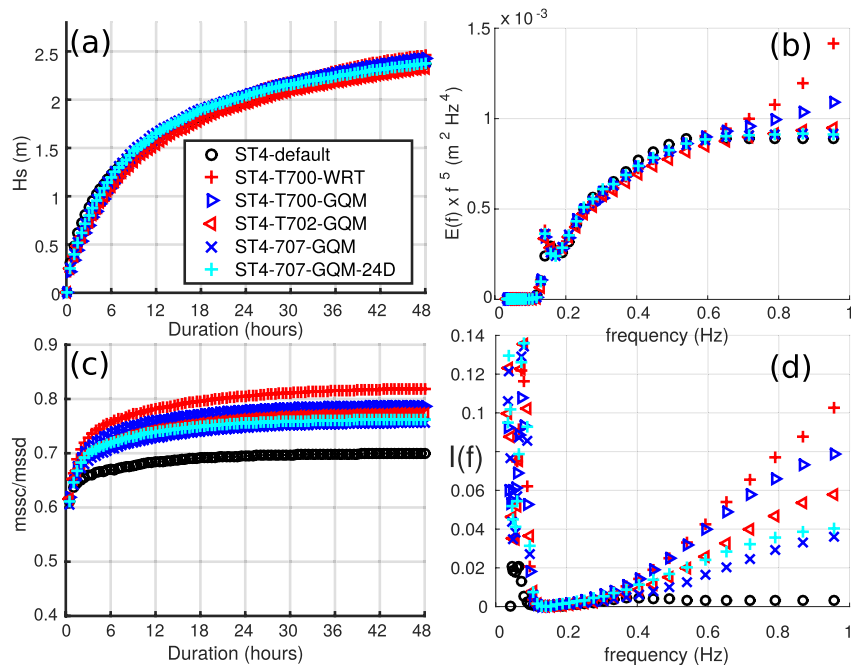 (a)
Hs (m)
2.5
2
1.5
1
0.5
0
0 6 12 18 24 30 36 42 48
Duration (hours)
ST4-default
ST4-T700-WRT
ST4-T700-GQM
ST4-T702-GQM
ST4-707-GQM
ST4-707-GQM-24D
x 10⁻³
(b)
E(f) x f ⁵ (m² Hz⁴)
1.5
1
0.5
0
0 0.2 0.4 0.6 0.8 1
frequency (Hz)
(c)
mssc/mssd
0.9
0.8
0.7
0.6
0.5
0.4
0 6 12 18 24 30 36 42 48
Duration (hours)
(d)
I(f)
0.14
0.12
0.1
0.08
0.06
0.04
0.02
0
0 0.2 0.4 0.6 0.8 1
frequency (Hz)